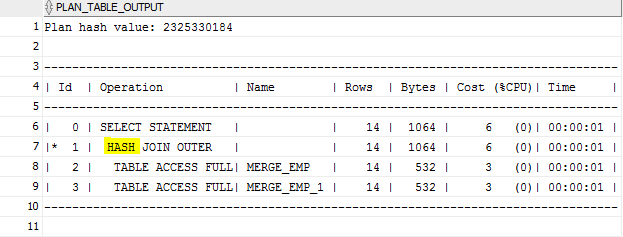 PLAN_TABLE_OUTPUT
1 Plan hash value: 2325330184
2
3 --------------------------------------------------------------------------------
4 | Id  | Operation          | Name        | Rows  | Bytes | Cost (%CPU)| Time     |
5 --------------------------------------------------------------------------------
6 |   0 | SELECT STATEMENT   |             |    14 |  1064 |     6   (0)| 00:00:01 |
7 |*  1 |  HASH JOIN OUTER   |             |    14 |  1064 |     6   (0)| 00:00:01 |
8 |   2 |   TABLE ACCESS FULL| MERGE_EMP   |    14 |   532 |     3   (0)| 00:00:01 |
9 |   3 |   TABLE ACCESS FULL| MERGE_EMP_1 |    14 |   532 |     3   (0)| 00:00:01 |
10 --------------------------------------------------------------------------------
11